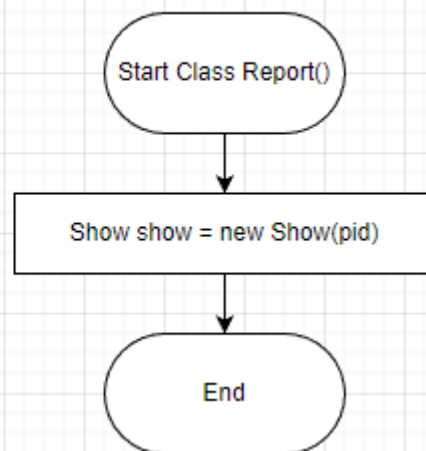 Start Class Report()
Show show = new Show(pid)
End